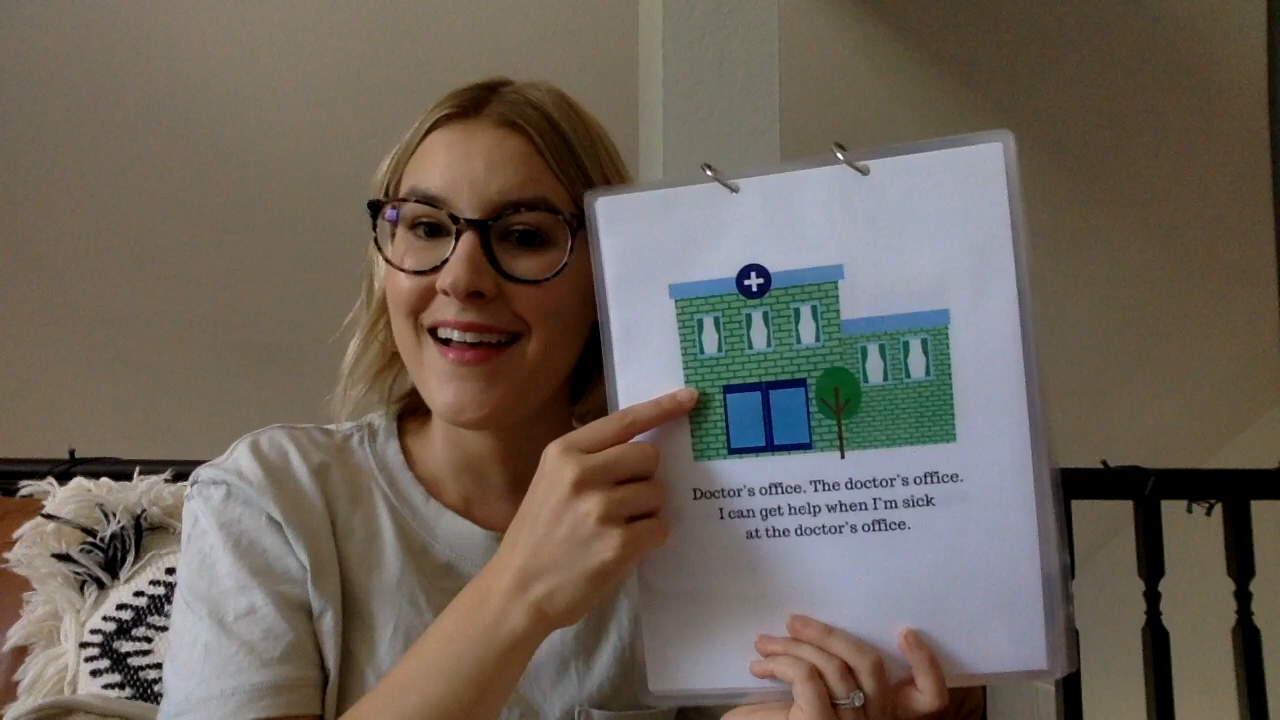 Doctor's office. The doctor's office.
I can get help when I'm sick
at the doctor's office.